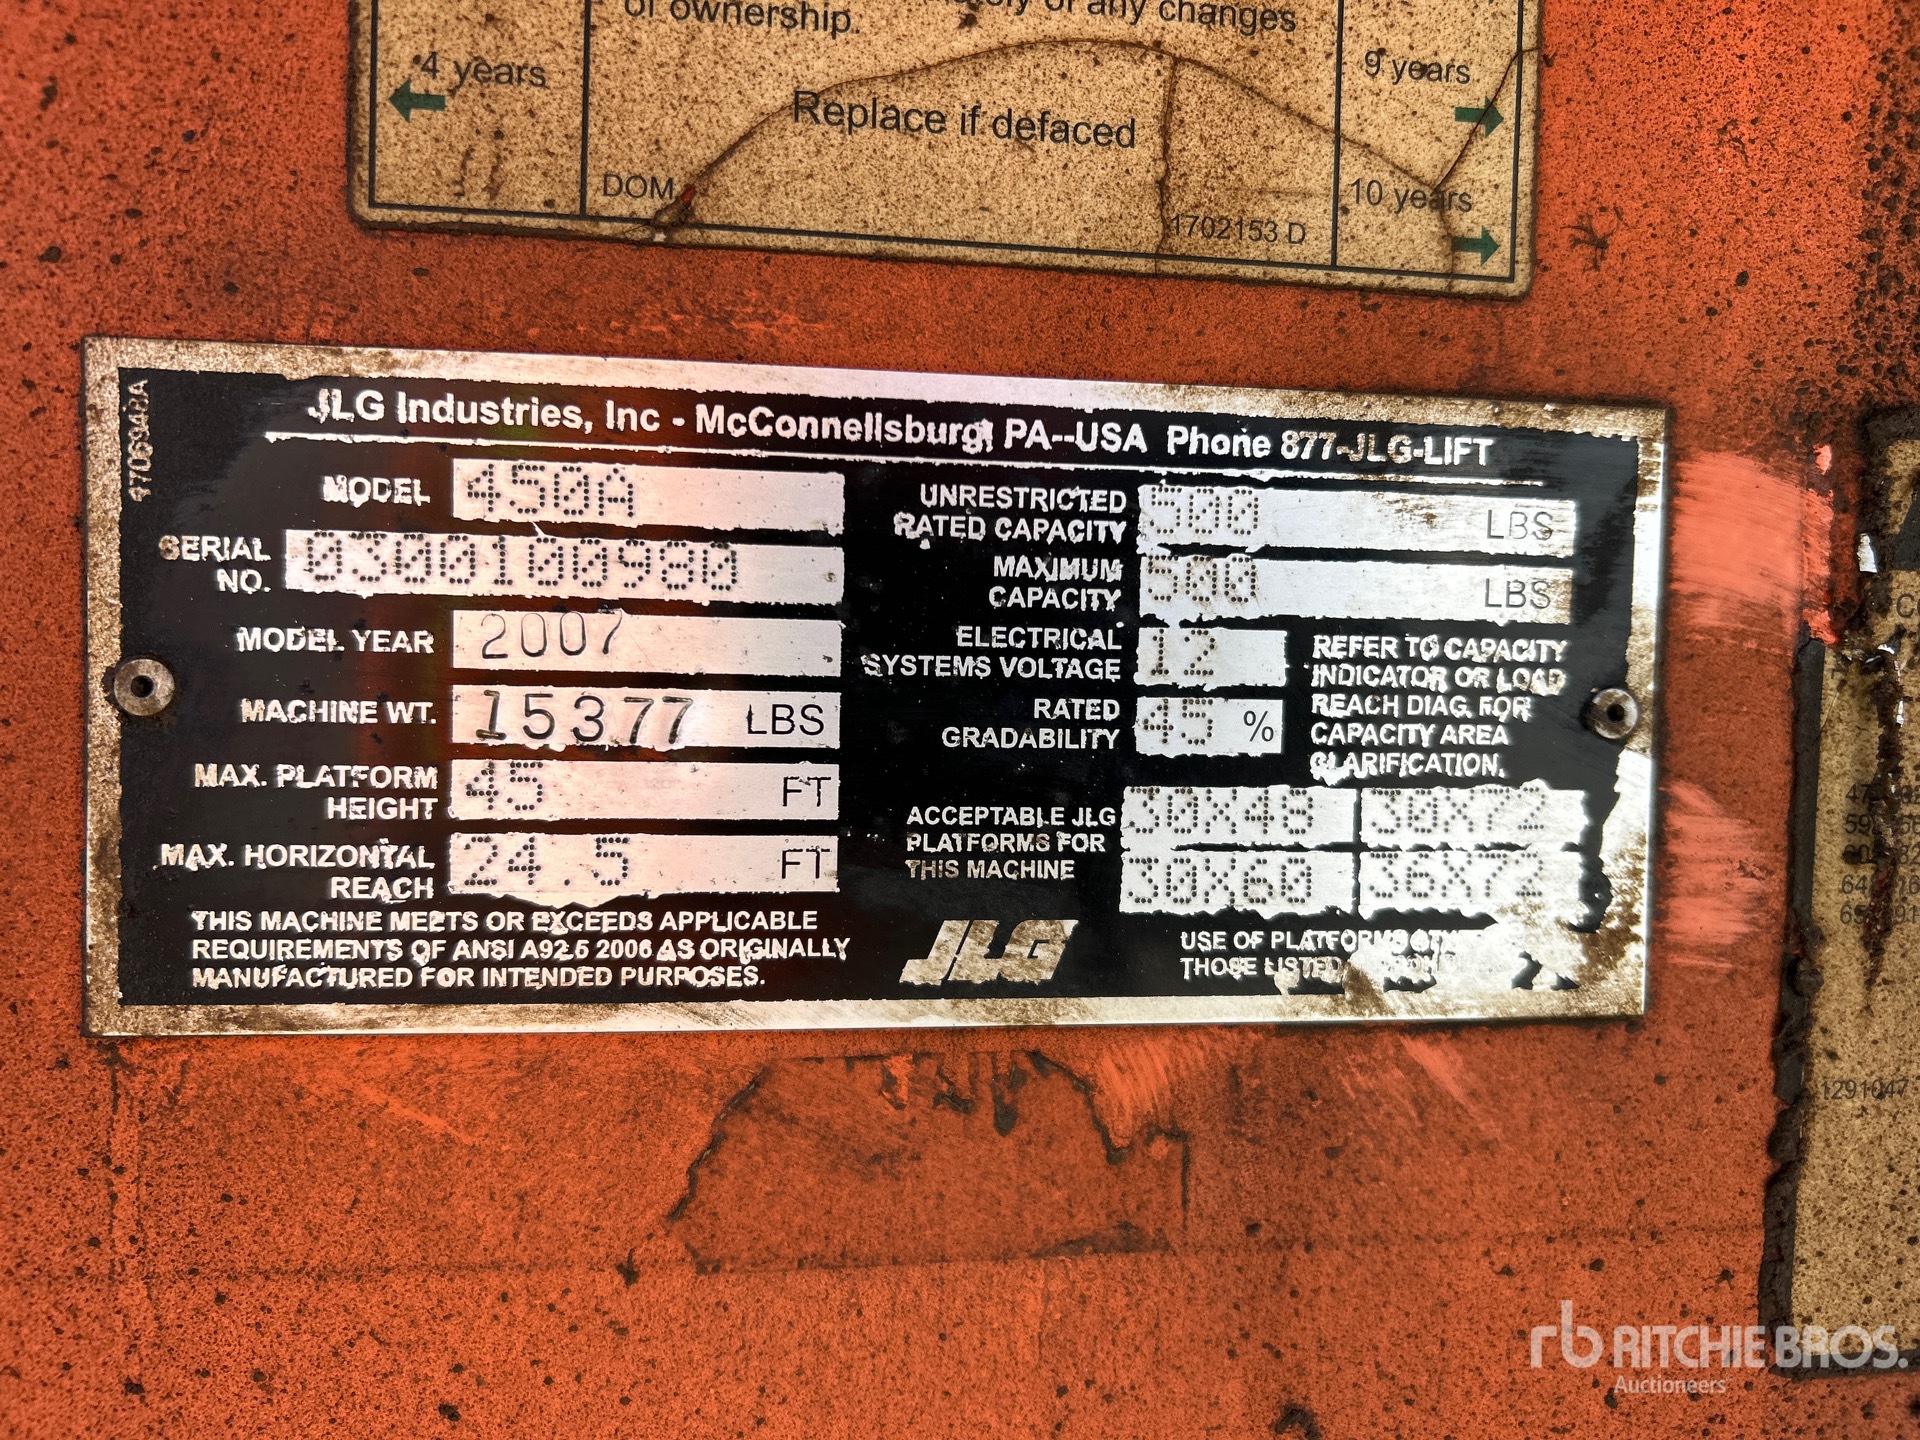 of any changes
of ownership.
4 years
9 years
Replace if defaced
DOM
10 years
1702153 D
JLG Industries, Inc - McConnellsburg, PA--USA Phone 877-JLG-LIFT
MODEL 450A
SERIAL NO. 0300100980
MODEL YEAR 2007
MACHINE WT. 15377 LBS
MAX. PLATFORM HEIGHT 45 FT
MAX. HORIZONTAL REACH 24.5 FT
THIS MACHINE MEETS OR EXCEEDS APPLICABLE
REQUIREMENTS OF ANSI A92.5 2006 AS ORIGINALLY
MANUFACTURED FOR INTENDED PURPOSES.
UNRESTRICTED RATED CAPACITY 500 LBS
MAXIMUM CAPACITY 500 LBS
ELECTRICAL SYSTEMS VOLTAGE 12
RATED GRADABILITY 45 %
REFER TO CAPACITY
INDICATOR OR LOAD
REACH DIAG. FOR
CAPACITY AREA
CLARIFICATION.
ACCEPTABLE JLG
PLATFORMS FOR
THIS MACHINE
30X48 30X72
30X60 36X72
JLG
USE OF PLATFORMS
THOSE LISTED
1291047
rb RITCHIE BROS.
Auctioneers